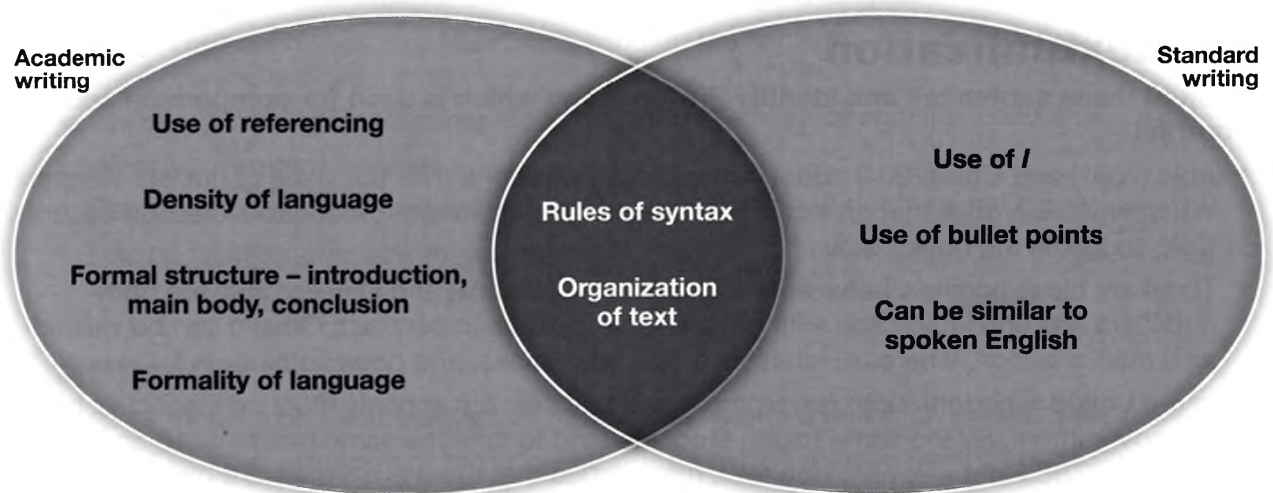 Academic
writing
Use of referencing
Density of language
Formal structure – introduction,
main body, conclusion
Formality of language
Rules of syntax
Organization
of text
Standard
writing
Use of I
Use of bullet points
Can be similar to
spoken English